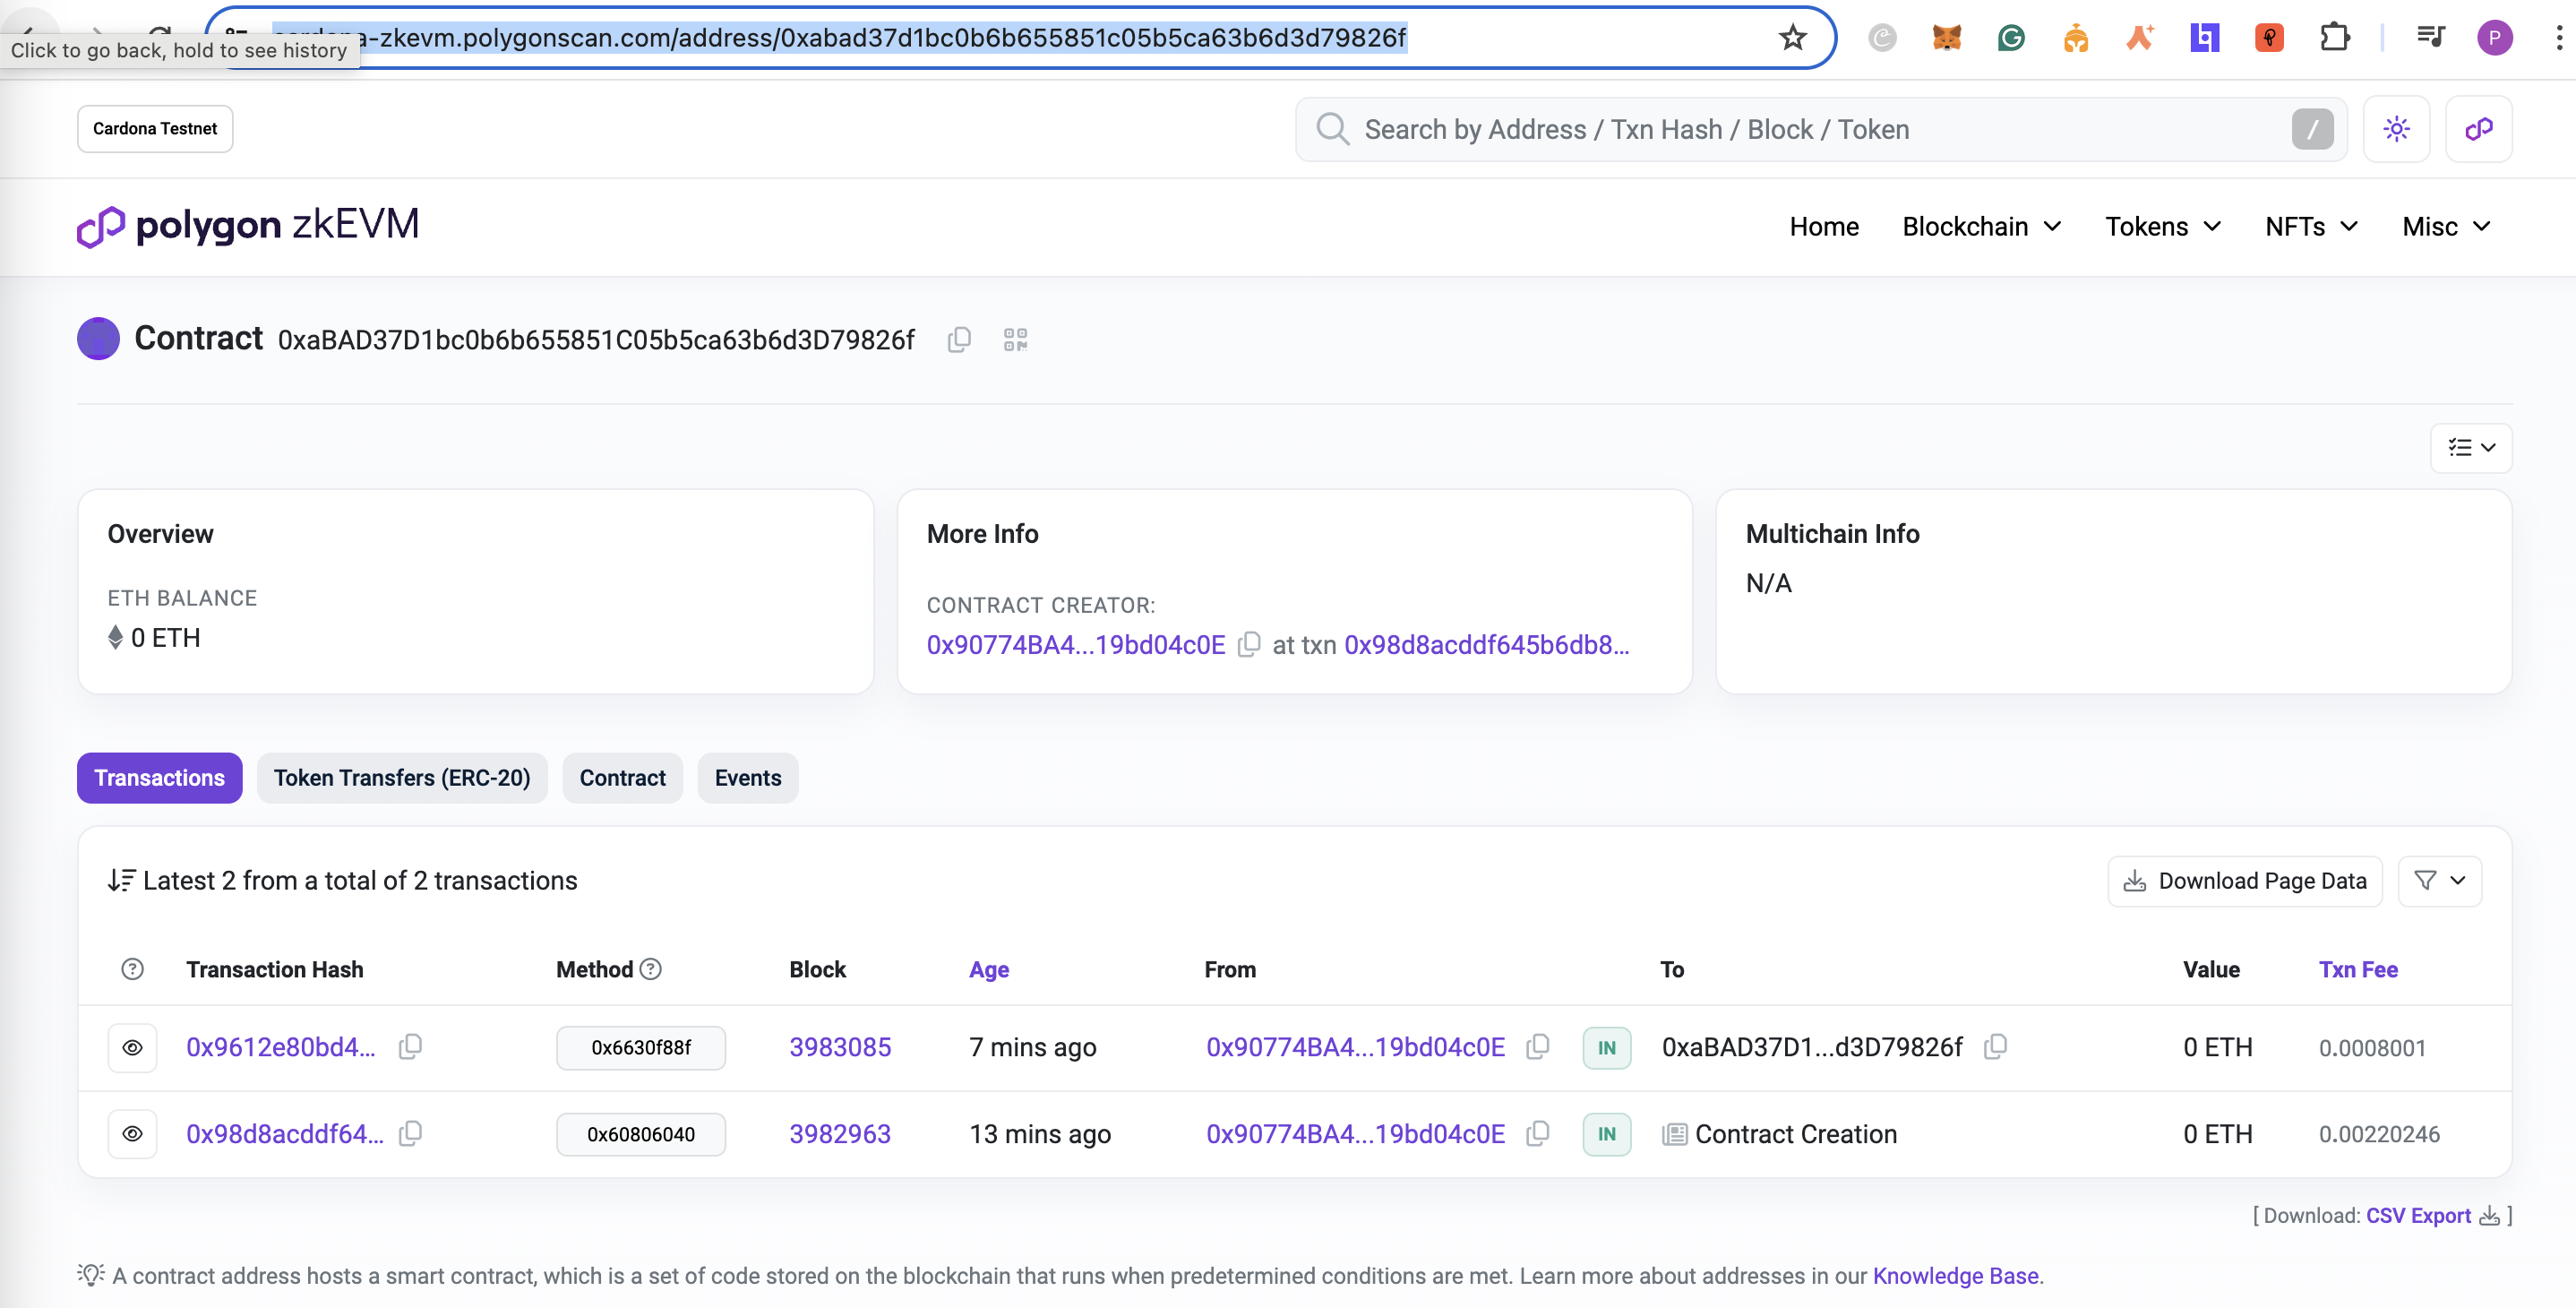 cardona-zkevm.polygonscan.com/address/0xabad37d1bc0b6b655851c05b5ca63b6d3d79826f
Click to go back, hold to see history
P
Cardona Testnet
Search by Address / Txn Hash / Block / Token
/
polygon zkEVM
Home Blockchain Tokens NFTs Misc
Contract 0xaBAD37D1bc0b6b655851C05b5ca63b6d3D79826f
Overview
ETH BALANCE
0 ETH
More Info
CONTRACT CREATOR:
0x90774BA4...19bd04c0E at txn 0x98d8acddf645b6db8...
Multichain Info
N/A
Transactions Token Transfers (ERC-20) Contract Events
Latest 2 from a total of 2 transactions
Download Page Data
? Transaction Hash Method ? Block Age From To Value Txn Fee
0x9612e80bd4... 0x6630f88f 3983085 7 mins ago 0x90774BA4...19bd04c0E IN 0xaBAD37D1...d3D79826f 0 ETH 0.0008001
0x98d8acddf64... 0x60806040 3982963 13 mins ago 0x90774BA4...19bd04c0E IN Contract Creation 0 ETH 0.00220246
[ Download: CSV Export ]
A contract address hosts a smart contract, which is a set of code stored on the blockchain that runs when predetermined conditions are met. Learn more about addresses in our Knowledge Base.